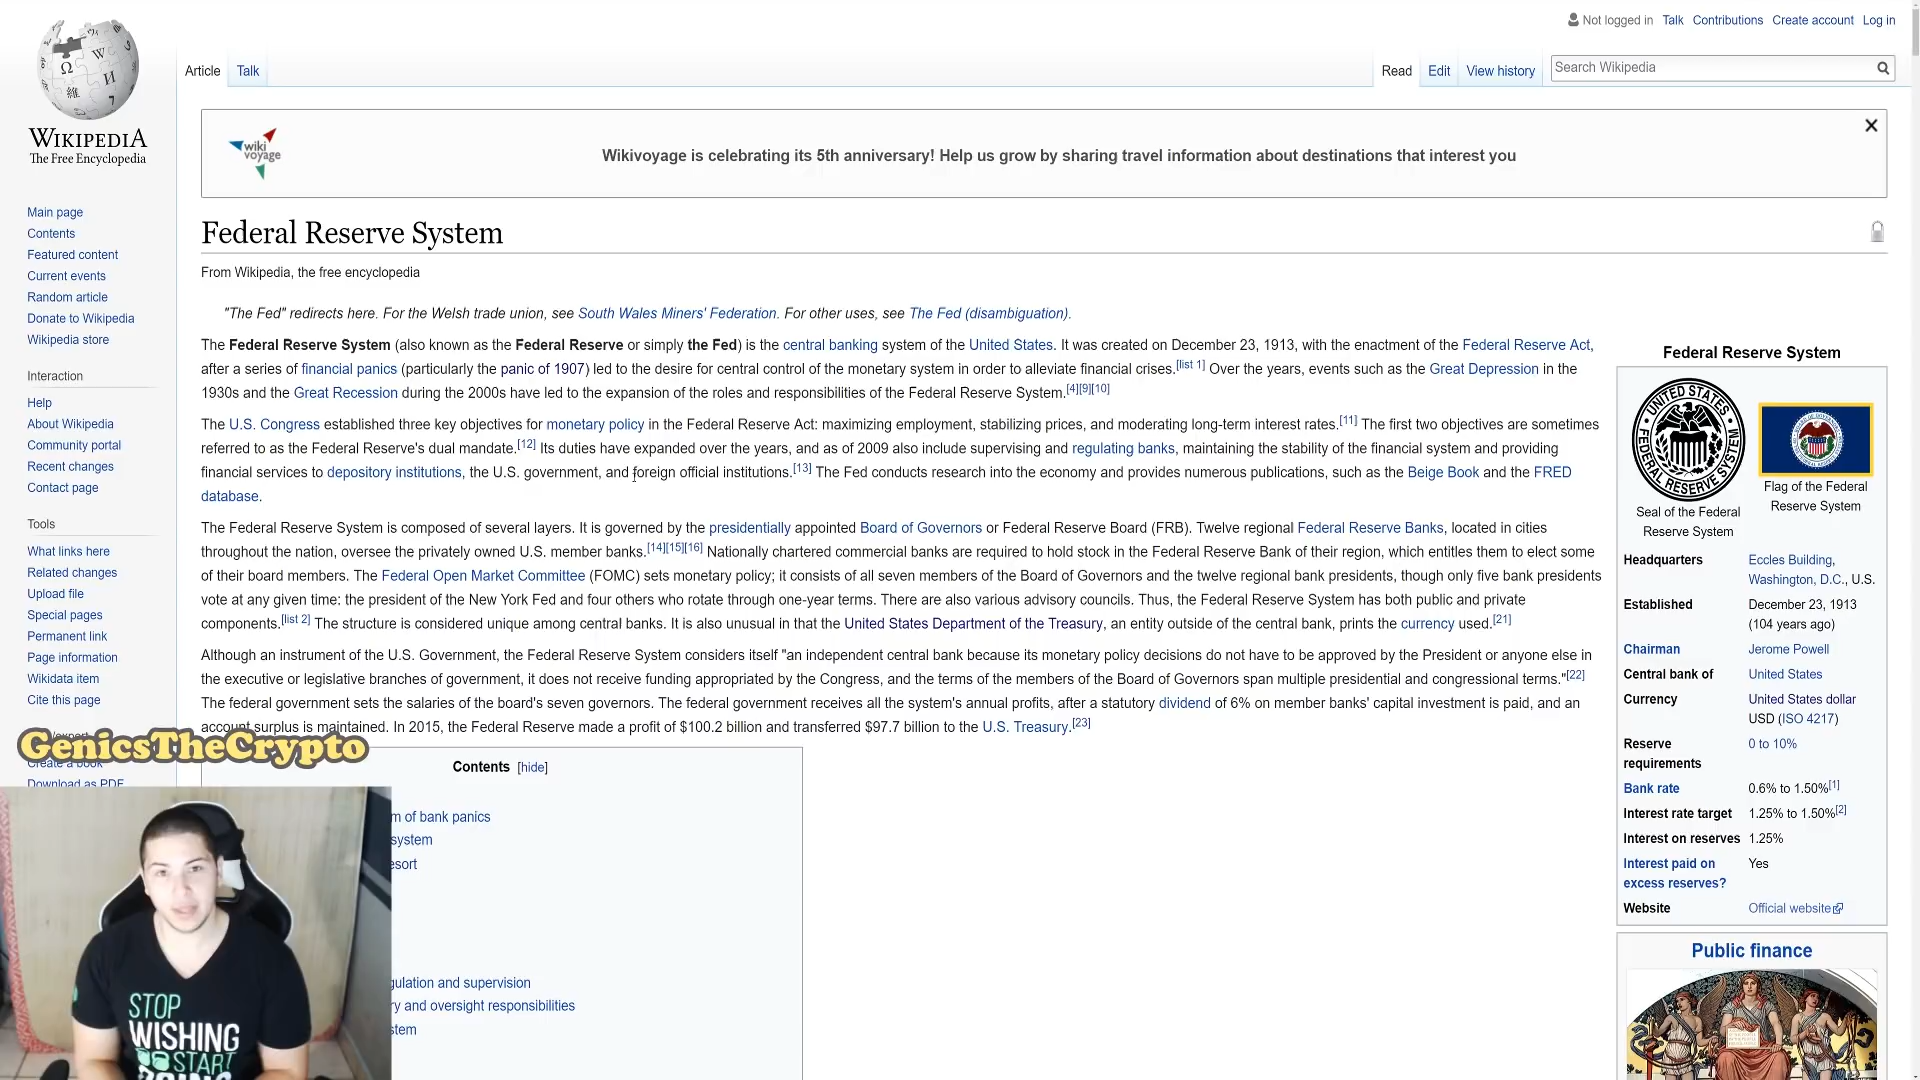 Not logged in Talk Contributions Create account Log in
Article Talk
Read Edit View history Search Wikipedia
WIKIPEDIA
The Free Encyclopedia
Main page
Contents
Featured content
Current events
Random article
Donate to Wikipedia
Wikipedia store
Interaction
Help
About Wikipedia
Community portal
Recent changes
Contact page
Tools
What links here
Related changes
Upload file
Special pages
Permanent link
Page information
Wikidata item
Cite this page
Create a book
Download as PDF
wiki voyage
Wikivoyage is celebrating its 5th anniversary! Help us grow by sharing travel information about destinations that interest you
Federal Reserve System
From Wikipedia, the free encyclopedia
"The Fed" redirects here. For the Welsh trade union, see South Wales Miners' Federation. For other uses, see The Fed (disambiguation).
The Federal Reserve System (also known as the Federal Reserve or simply the Fed) is the central banking system of the United States. It was created on December 23, 1913, with the enactment of the Federal Reserve Act,
after a series of financial panics (particularly the panic of 1907) led to the desire for central control of the monetary system in order to alleviate financial crises.[list 1] Over the years, events such as the Great Depression in the
1930s and the Great Recession during the 2000s have led to the expansion of the roles and responsibilities of the Federal Reserve System.[4][9][10]
The U.S. Congress established three key objectives for monetary policy in the Federal Reserve Act: maximizing employment, stabilizing prices, and moderating long-term interest rates.[11] The first two objectives are sometimes
referred to as the Federal Reserve's dual mandate.[12] Its duties have expanded over the years, and as of 2009 also include supervising and regulating banks, maintaining the stability of the financial system and providing
financial services to depository institutions, the U.S. government, and foreign official institutions.[13] The Fed conducts research into the economy and provides numerous publications, such as the Beige Book and the FRED
database.
The Federal Reserve System is composed of several layers. It is governed by the presidentially appointed Board of Governors or Federal Reserve Board (FRB). Twelve regional Federal Reserve Banks, located in cities
throughout the nation, oversee the privately owned U.S. member banks.[14][15][16] Nationally chartered commercial banks are required to hold stock in the Federal Reserve Bank of their region, which entitles them to elect some
of their board members. The Federal Open Market Committee (FOMC) sets monetary policy; it consists of all seven members of the Board of Governors and the twelve regional bank presidents, though only five bank presidents
vote at any given time: the president of the New York Fed and four others who rotate through one-year terms. There are also various advisory councils. Thus, the Federal Reserve System has both public and private
components.[list 2] The structure is considered unique among central banks. It is also unusual in that the United States Department of the Treasury, an entity outside of the central bank, prints the currency used.[21]
Although an instrument of the U.S. Government, the Federal Reserve System considers itself "an independent central bank because its monetary policy decisions do not have to be approved by the President or anyone else in
the executive or legislative branches of government, it does not receive funding appropriated by the Congress, and the terms of the members of the Board of Governors span multiple presidential and congressional terms."[22]
The federal government sets the salaries of the board's seven governors. The federal government receives all the system's annual profits, after a statutory dividend of 6% on member banks' capital investment is paid, and an
account surplus is maintained. In 2015, the Federal Reserve made a profit of $100.2 billion and transferred $97.7 billion to the U.S. Treasury.[23]
GenicsTheCrypto
Contents [hide]
m of bank panics
system
esort
gulation and supervision
ry and oversight responsibilities
stem
STOP
WISHING
START
Federal Reserve System
UNITED STATES
FEDERAL RESERVE SYSTEM
Seal of the Federal
Reserve System
Flag of the Federal
Reserve System
Headquarters Eccles Building,
Washington, D.C., U.S.
Established December 23, 1913
(104 years ago)
Chairman Jerome Powell
Central bank of United States
Currency United States dollar
USD (ISO 4217)
Reserve
requirements 0 to 10%
Bank rate 0.6% to 1.50%[1]
Interest rate target 1.25% to 1.50%[2]
Interest on reserves 1.25%
Interest paid on
excess reserves? Yes
Website Official website
Public finance